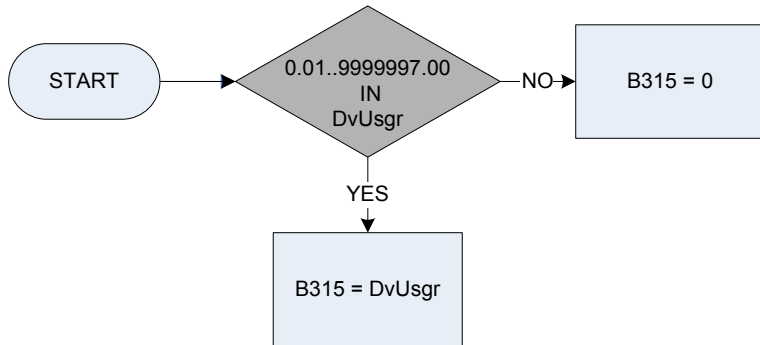 START
0.01..9999997.00
IN
DvUsgr
NO
B315 = 0
YES
B315 = DvUsgr